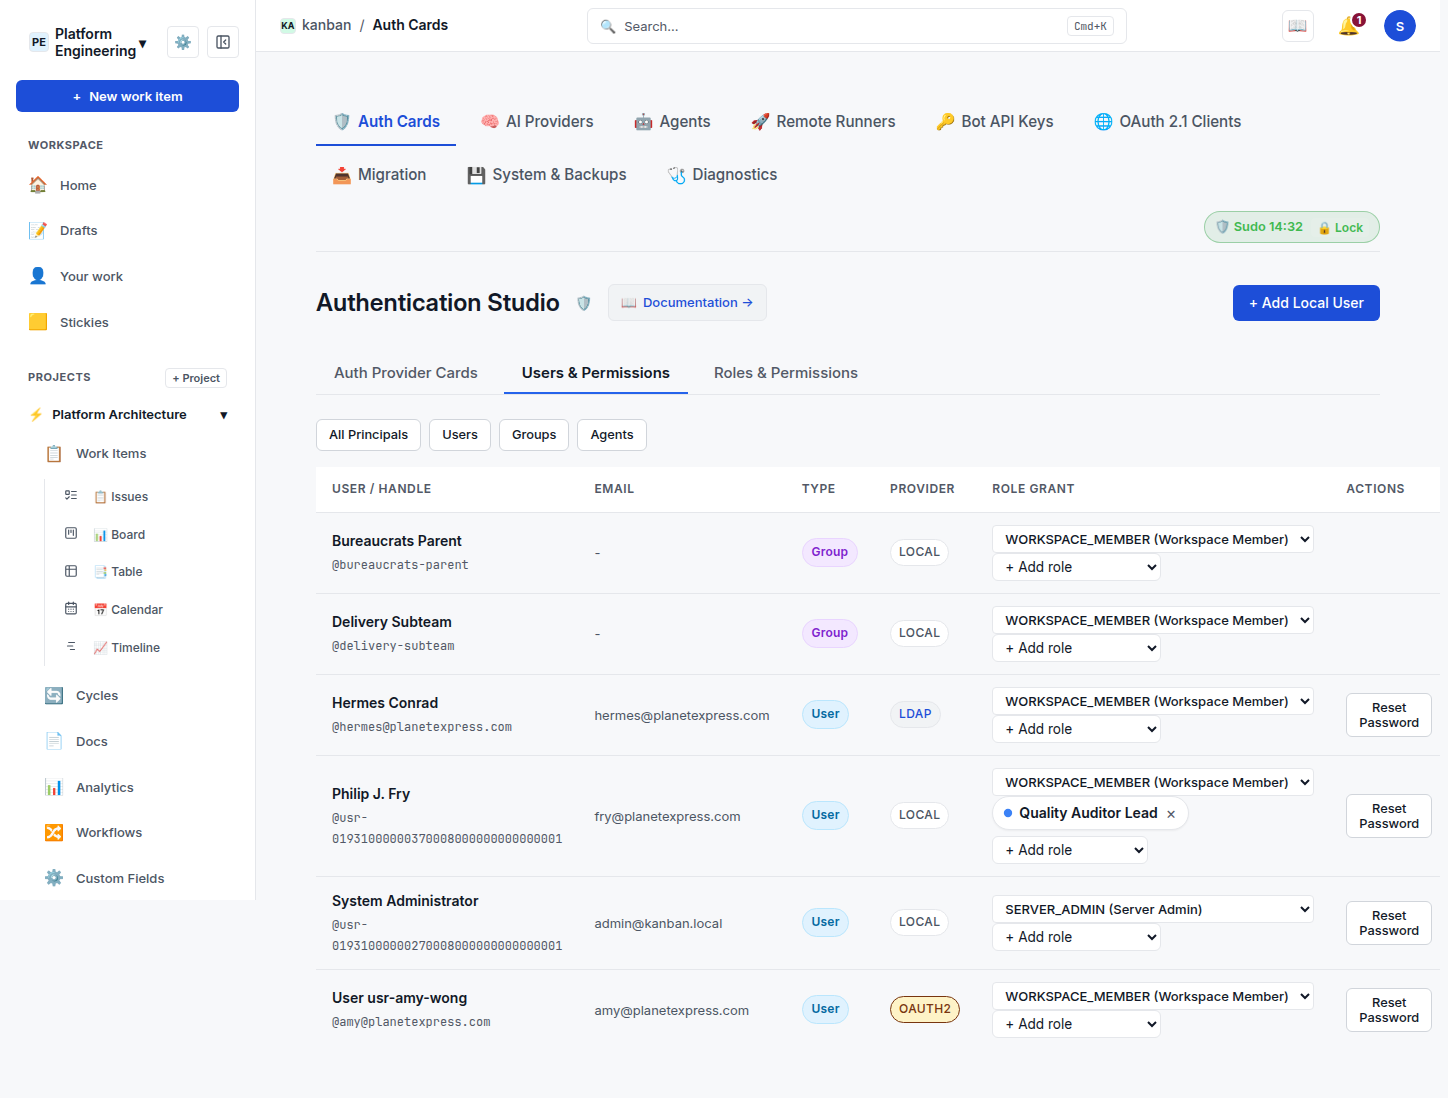 PE Platform Engineering ▾
+ New work item
WORKSPACE
Home
Drafts
Your work
Stickies
PROJECTS
+ Project
Platform Architecture ▾
Work Items
Issues
Board
Table
Calendar
Timeline
Cycles
Docs
Analytics
Workflows
Custom Fields
KA kanban / Auth Cards
Search...
Cmd+K
1
S
Auth Cards
AI Providers
Agents
Remote Runners
Bot API Keys
OAuth 2.1 Clients
Migration
System & Backups
Diagnostics
Sudo 14:32
Lock
Authentication Studio
Documentation →
+ Add Local User
Auth Provider Cards
Users & Permissions
Roles & Permissions
All Principals
Users
Groups
Agents
USER / HANDLE EMAIL TYPE PROVIDER ROLE GRANT ACTIONS
Bureaucrats Parent
@bureaucrats-parent
-
Group
LOCAL
WORKSPACE_MEMBER (Workspace Member)
+ Add role
Delivery Subteam
@delivery-subteam
-
Group
LOCAL
WORKSPACE_MEMBER (Workspace Member)
+ Add role
Hermes Conrad
@hermes@planetexpress.com
hermes@planetexpress.com
User
LDAP
WORKSPACE_MEMBER (Workspace Member)
+ Add role
Reset
Password
Philip J. Fry
@usr-
01931000000370008000000000000001
fry@planetexpress.com
User
LOCAL
WORKSPACE_MEMBER (Workspace Member)
Quality Auditor Lead ×
+ Add role
Reset
Password
System Administrator
@usr-
01931000000270008000000000000001
admin@kanban.local
User
LOCAL
SERVER_ADMIN (Server Admin)
+ Add role
Reset
Password
User usr-amy-wong
@amy@planetexpress.com
amy@planetexpress.com
User
OAUTH2
WORKSPACE_MEMBER (Workspace Member)
+ Add role
Reset
Password